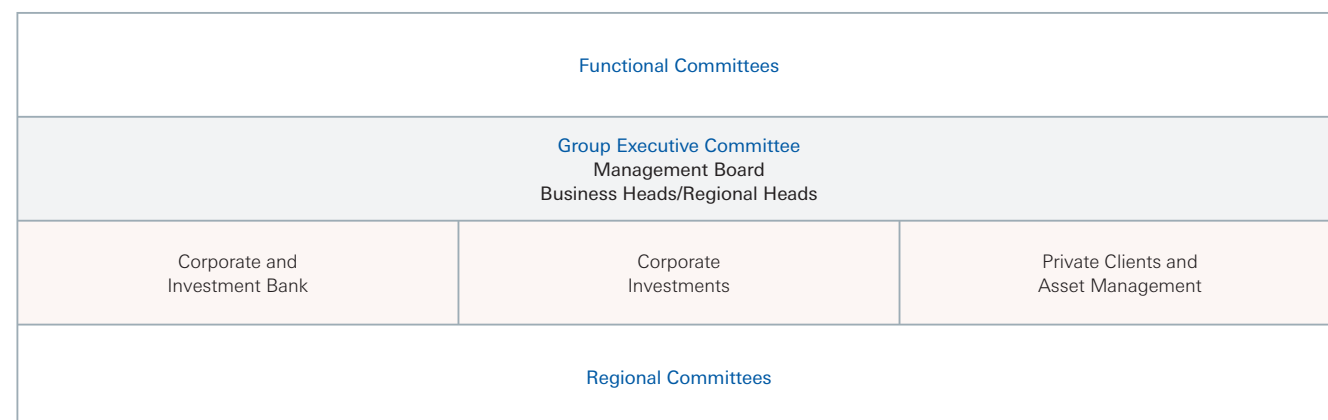 Functional Committees
Group Executive Committee
Management Board
Business Heads/Regional Heads
Corporate and
Investment Bank
Corporate
Investments
Private Clients and
Asset Management
Regional Committees